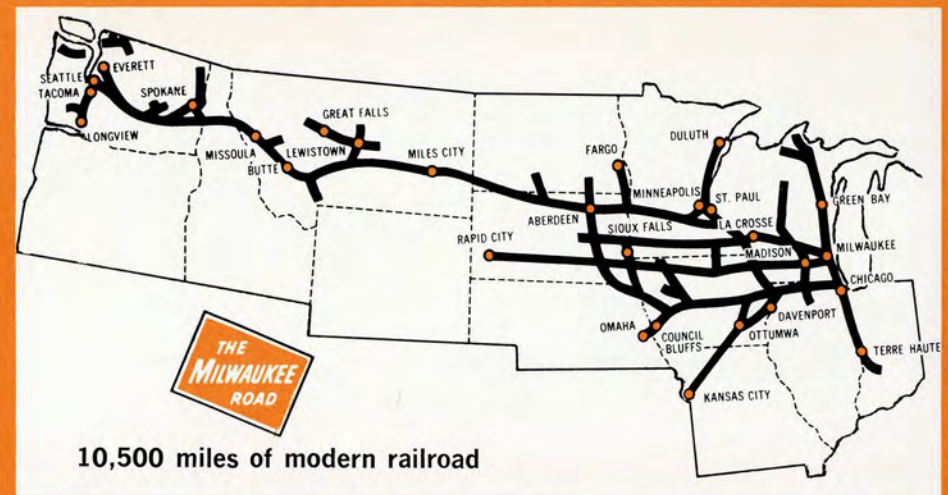 EVERETT
SEATTLE
TACOMA
SPOKANE
LONGVIEW
GREAT FALLS
MISSOULA
LEWISTOWN
MILES CITY
BUTTE
FARGO
DULUTH
MINNEAPOLIS
ST. PAUL
GREEN BAY
ABERDEEN
SIOUX FALLS
LA CROSSE
RAPID CITY
MADISON
MILWAUKEE
CHICAGO
DAVENPORT
OMAHA
COUNCIL
BLUFFS
OTTUMWA
TERRE HAUTE
KANSAS CITY
THE
MILWAUKEE
ROAD
10,500 miles of modern railroad